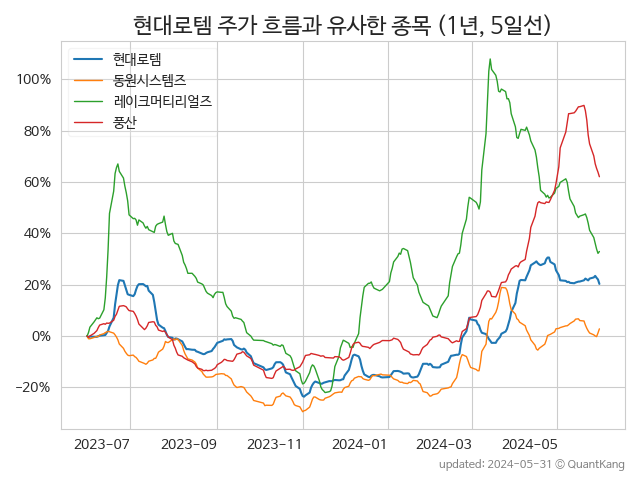 현대로템 주가 흐름과 유사한 종목 (1년, 5일선)
현대로템
동원시스템즈
레이크머티리얼즈
풍산
100%
80%
60%
40%
20%
0%
−20%
2023-07
2023-09
2023-11
2024-01
2024-03
2024-05
updated: 2024-05-31 © QuantKang